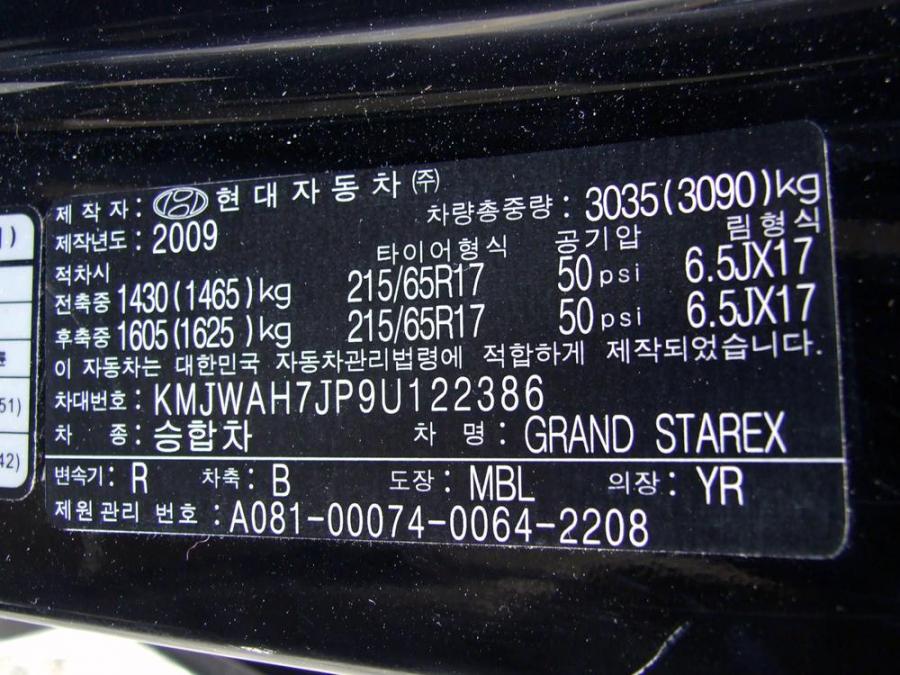 제 작 자 : 현대자동차 ㈜ 차량총중량 : 3035(3090)kg
제작년도 : 2009 타이어형식 공기압 림형식
적차시
전축중 1430(1465)kg 215/65R17 50 psi 6.5JX17
후축중 1605(1625)kg 215/65R17 50 psi 6.5JX17
이 자동차는 대한민국 자동차관리법령에 적합하게 제작되었습니다.
차대번호 : KMJWAH7JP9U122386
차 종 : 승합차 차 명 : GRAND STAREX
변속기 : R 차축 : B 도장 : MBL 의장 : YR
제원 관리 번호 : A081-00074-0064-2208
51)
42)